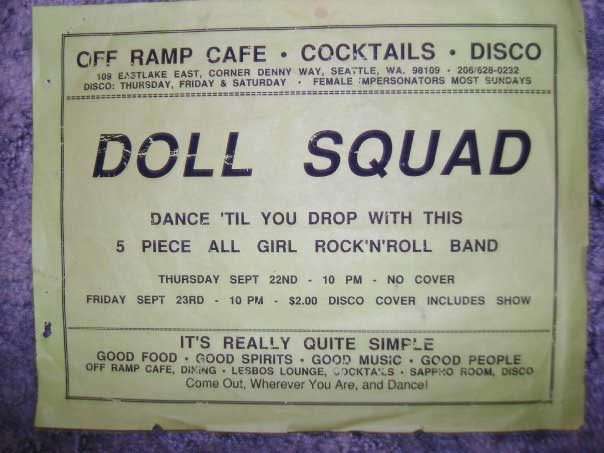 OFF RAMP CAFE • COCKTAILS • DISCO
109 EASTLAKE EAST, CORNER DENNY WAY, SEATTLE, WA. 98109 • 206/628-0232
DISCO: THURSDAY, FRIDAY & SATURDAY • FEMALE IMPERSONATORS MOST SUNDAYS
DOLL SQUAD
DANCE 'TIL YOU DROP WITH THIS
5 PIECE ALL GIRL ROCK'N'ROLL BAND
THURSDAY SEPT 22ND - 10 PM - NO COVER
FRIDAY SEPT 23RD - 10 PM - $2.00 DISCO COVER INCLUDES SHOW
IT'S REALLY QUITE SIMPLE
GOOD FOOD • GOOD SPIRITS • GOOD MUSIC • GOOD PEOPLE
OFF RAMP CAFE, DINING • LESBOS LOUNGE, COCKTAILS • SAPPHO ROOM, DISCO
Come Out, Wherever You Are, and Dance!